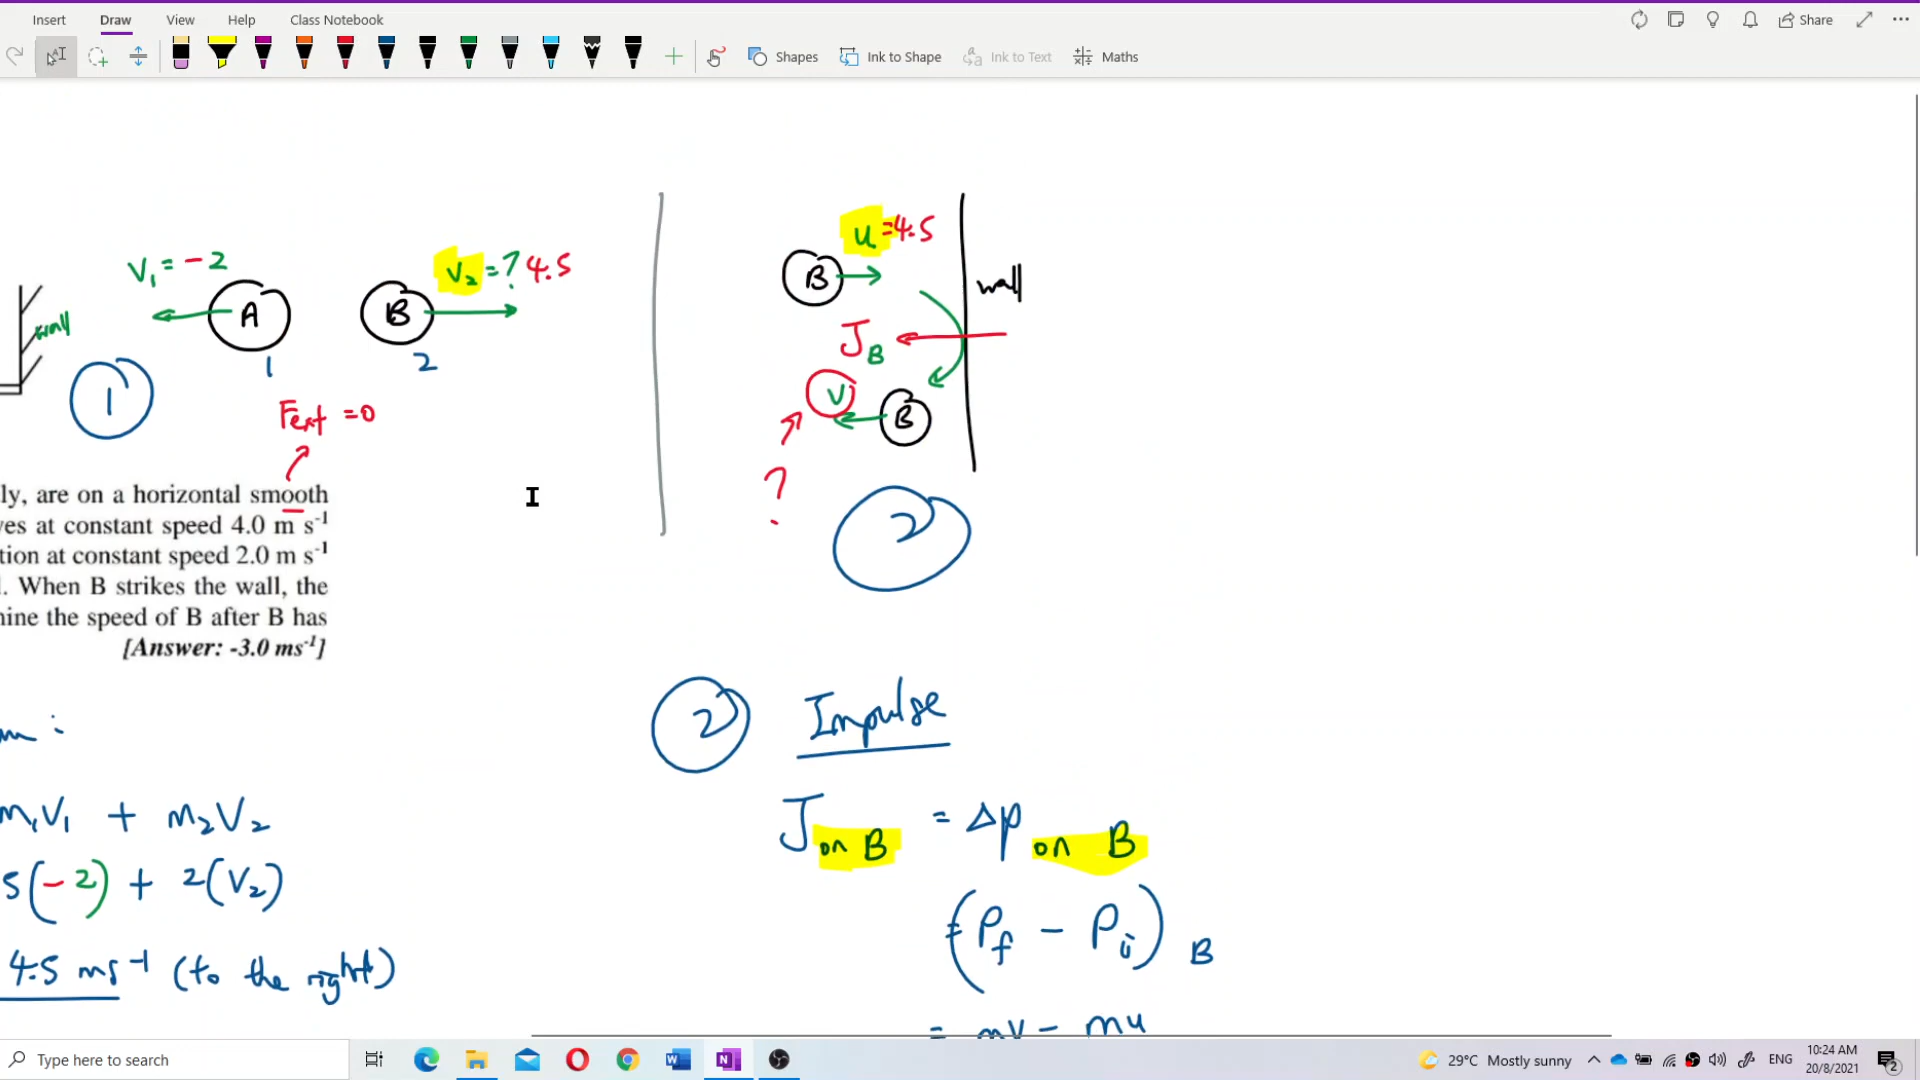 Insert Draw View Help Class Notebook Share
Shapes Ink to Shape Ink to Text Maths
V₁ = -2
A
1
B
2
V₂ = ? 4.5
wall
1
Fext = 0
u = 4.5
B
wall
J B
V
B
?
2
ly, are on a horizontal smooth
ves at constant speed 4.0 m s⁻¹
tion at constant speed 2.0 m s⁻¹
. When B strikes the wall, the
nine the speed of B after B has
[Answer: -3.0 ms⁻¹]
m :
m₁V₁ + m₂V₂
5(-2) + 2(V₂)
4.5 ms⁻¹ (to the right)
2 Impulse
J on B = Δp on B
= (Pf - Pi) B
= mv - mu
Type here to search 29°C Mostly sunny ENG 10:24 AM
20/8/2021 2